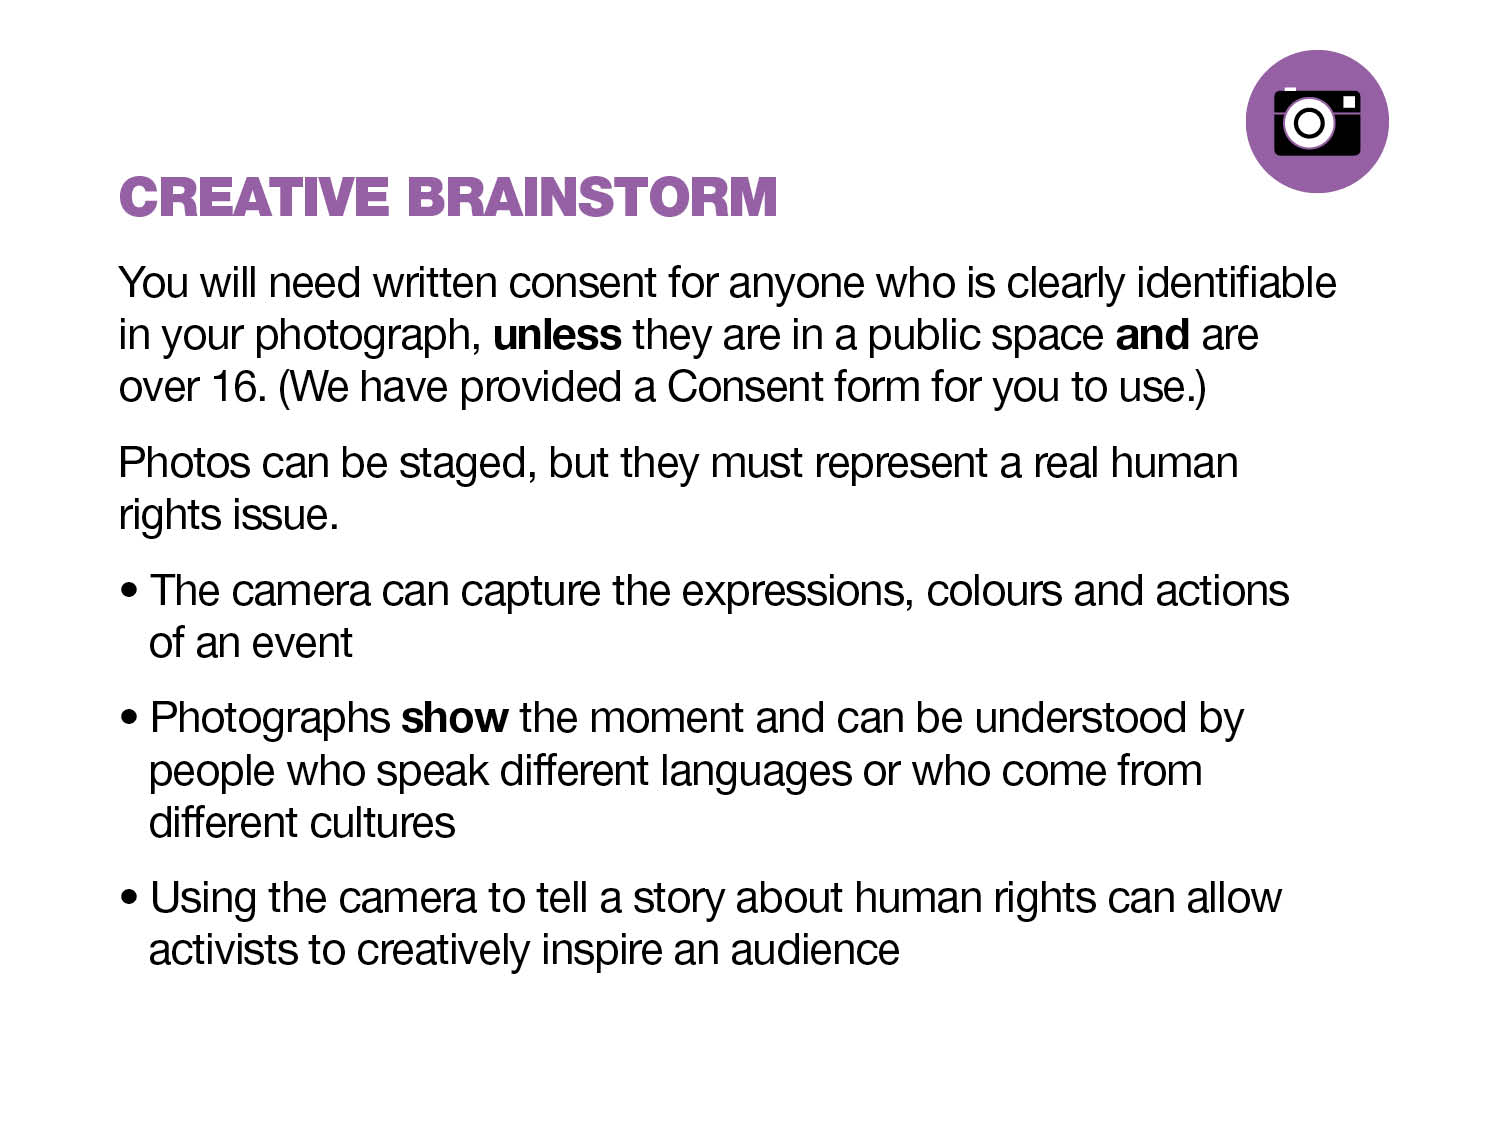 CREATIVE BRAINSTORM
You will need written consent for anyone who is clearly identifiable
in your photograph, unless they are in a public space and are
over 16. (We have provided a Consent form for you to use.)
Photos can be staged, but they must represent a real human
rights issue.
• The camera can capture the expressions, colours and actions
of an event
• Photographs show the moment and can be understood by
people who speak different languages or who come from
different cultures
• Using the camera to tell a story about human rights can allow
activists to creatively inspire an audience